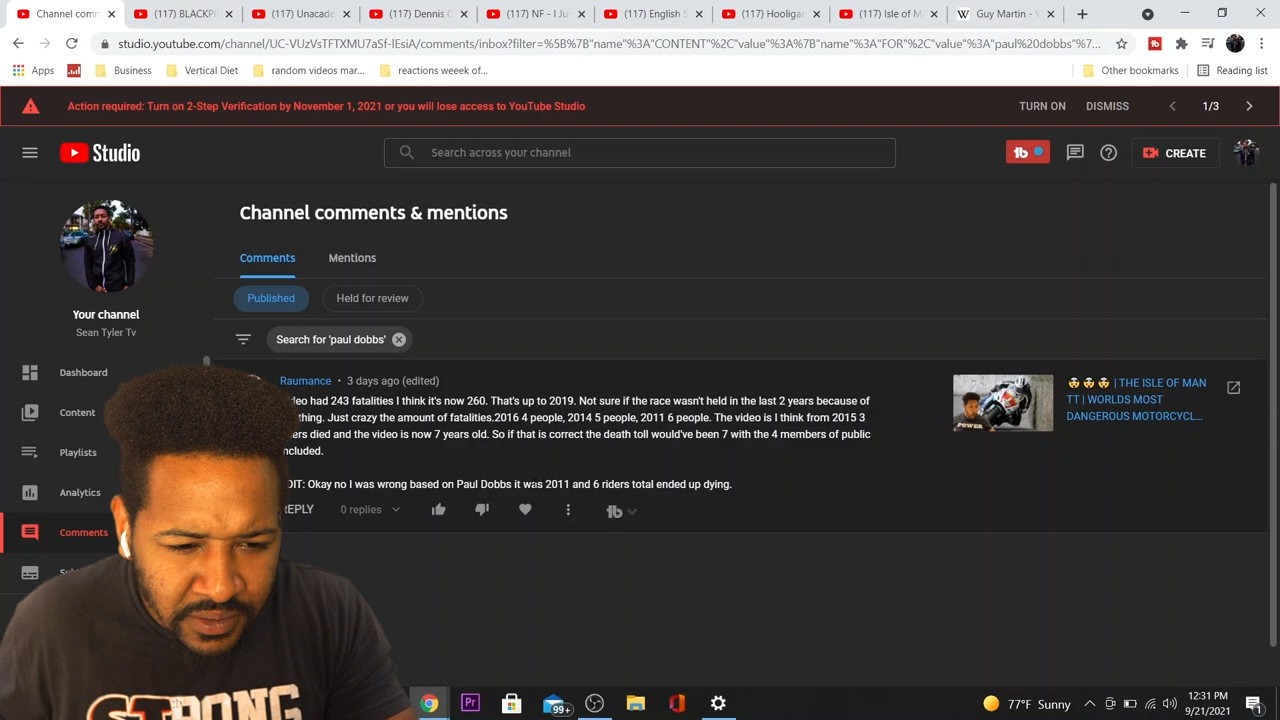 Channel comm
(117) BLACKPi
(117) Unacade
(117) Dennis C
(117) NF - I Jus
(117) English S
(117) Hooligar
(117) Isle of M
W Guy Martin - W
studio.youtube.com/channel/UC-VUzVsTFTXMU7aSf-lEsiA/comments/inbox?filter=%5B%7B"name"%3A"CONTENT"%2C"value"%3A%7B"name"%3A"FOR"%2C"value"%3A"paul%20dobbs"%7...
Apps
Business
Vertical Diet
random videos mar...
reactions weeek of...
Other bookmarks
Reading list
Action required: Turn on 2-Step Verification by November 1, 2021 or you will lose access to YouTube Studio
TURN ON
DISMISS
1/3
Studio
Search across your channel
CREATE
Channel comments & mentions
Comments
Mentions
Published
Held for review
Your channel
Sean Tyler Tv
Search for 'paul dobbs'
Dashboard
Content
Playlists
Analytics
Comments
Raumance • 3 days ago (edited)
had 243 fatalities I think it's now 260. That's up to 2019. Not sure if the race wasn't held in the last 2 years because of
thing. Just crazy the amount of fatalities.2016 4 people, 2014 5 people, 2011 6 people. The video is I think from 2015 3
died and the video is now 7 years old. So if that is correct the death toll would've been 7 with the 4 members of public
included.
DIT: Okay no I was wrong based on Paul Dobbs it was 2011 and 6 riders total ended up dying.
REPLY
0 replies
| THE ISLE OF MAN
TT | WORLDS MOST
DANGEROUS MOTORCYCL...
POWER
STRONG
Pr
99+
77°F Sunny
12:31 PM
9/21/2021
1